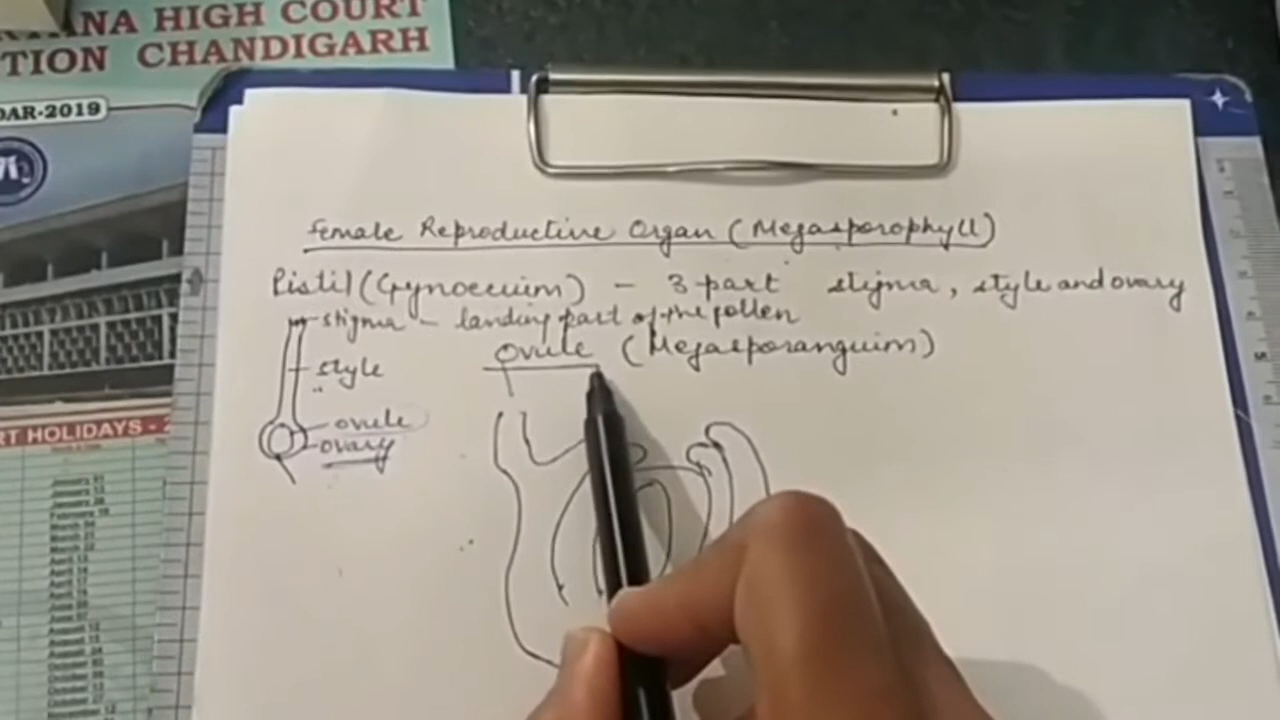 ANA HIGH COURT
TION CHANDIGARH
DAR-2019
Female Reproductive Organ (Megasporophyll)
Pistil (Gynoecium) - 3 part stigma, style and ovary
stigma - landing part of the pollen
Ovule (Megasporanguim)
style
ovule
ovary
RT HOLIDAYS -